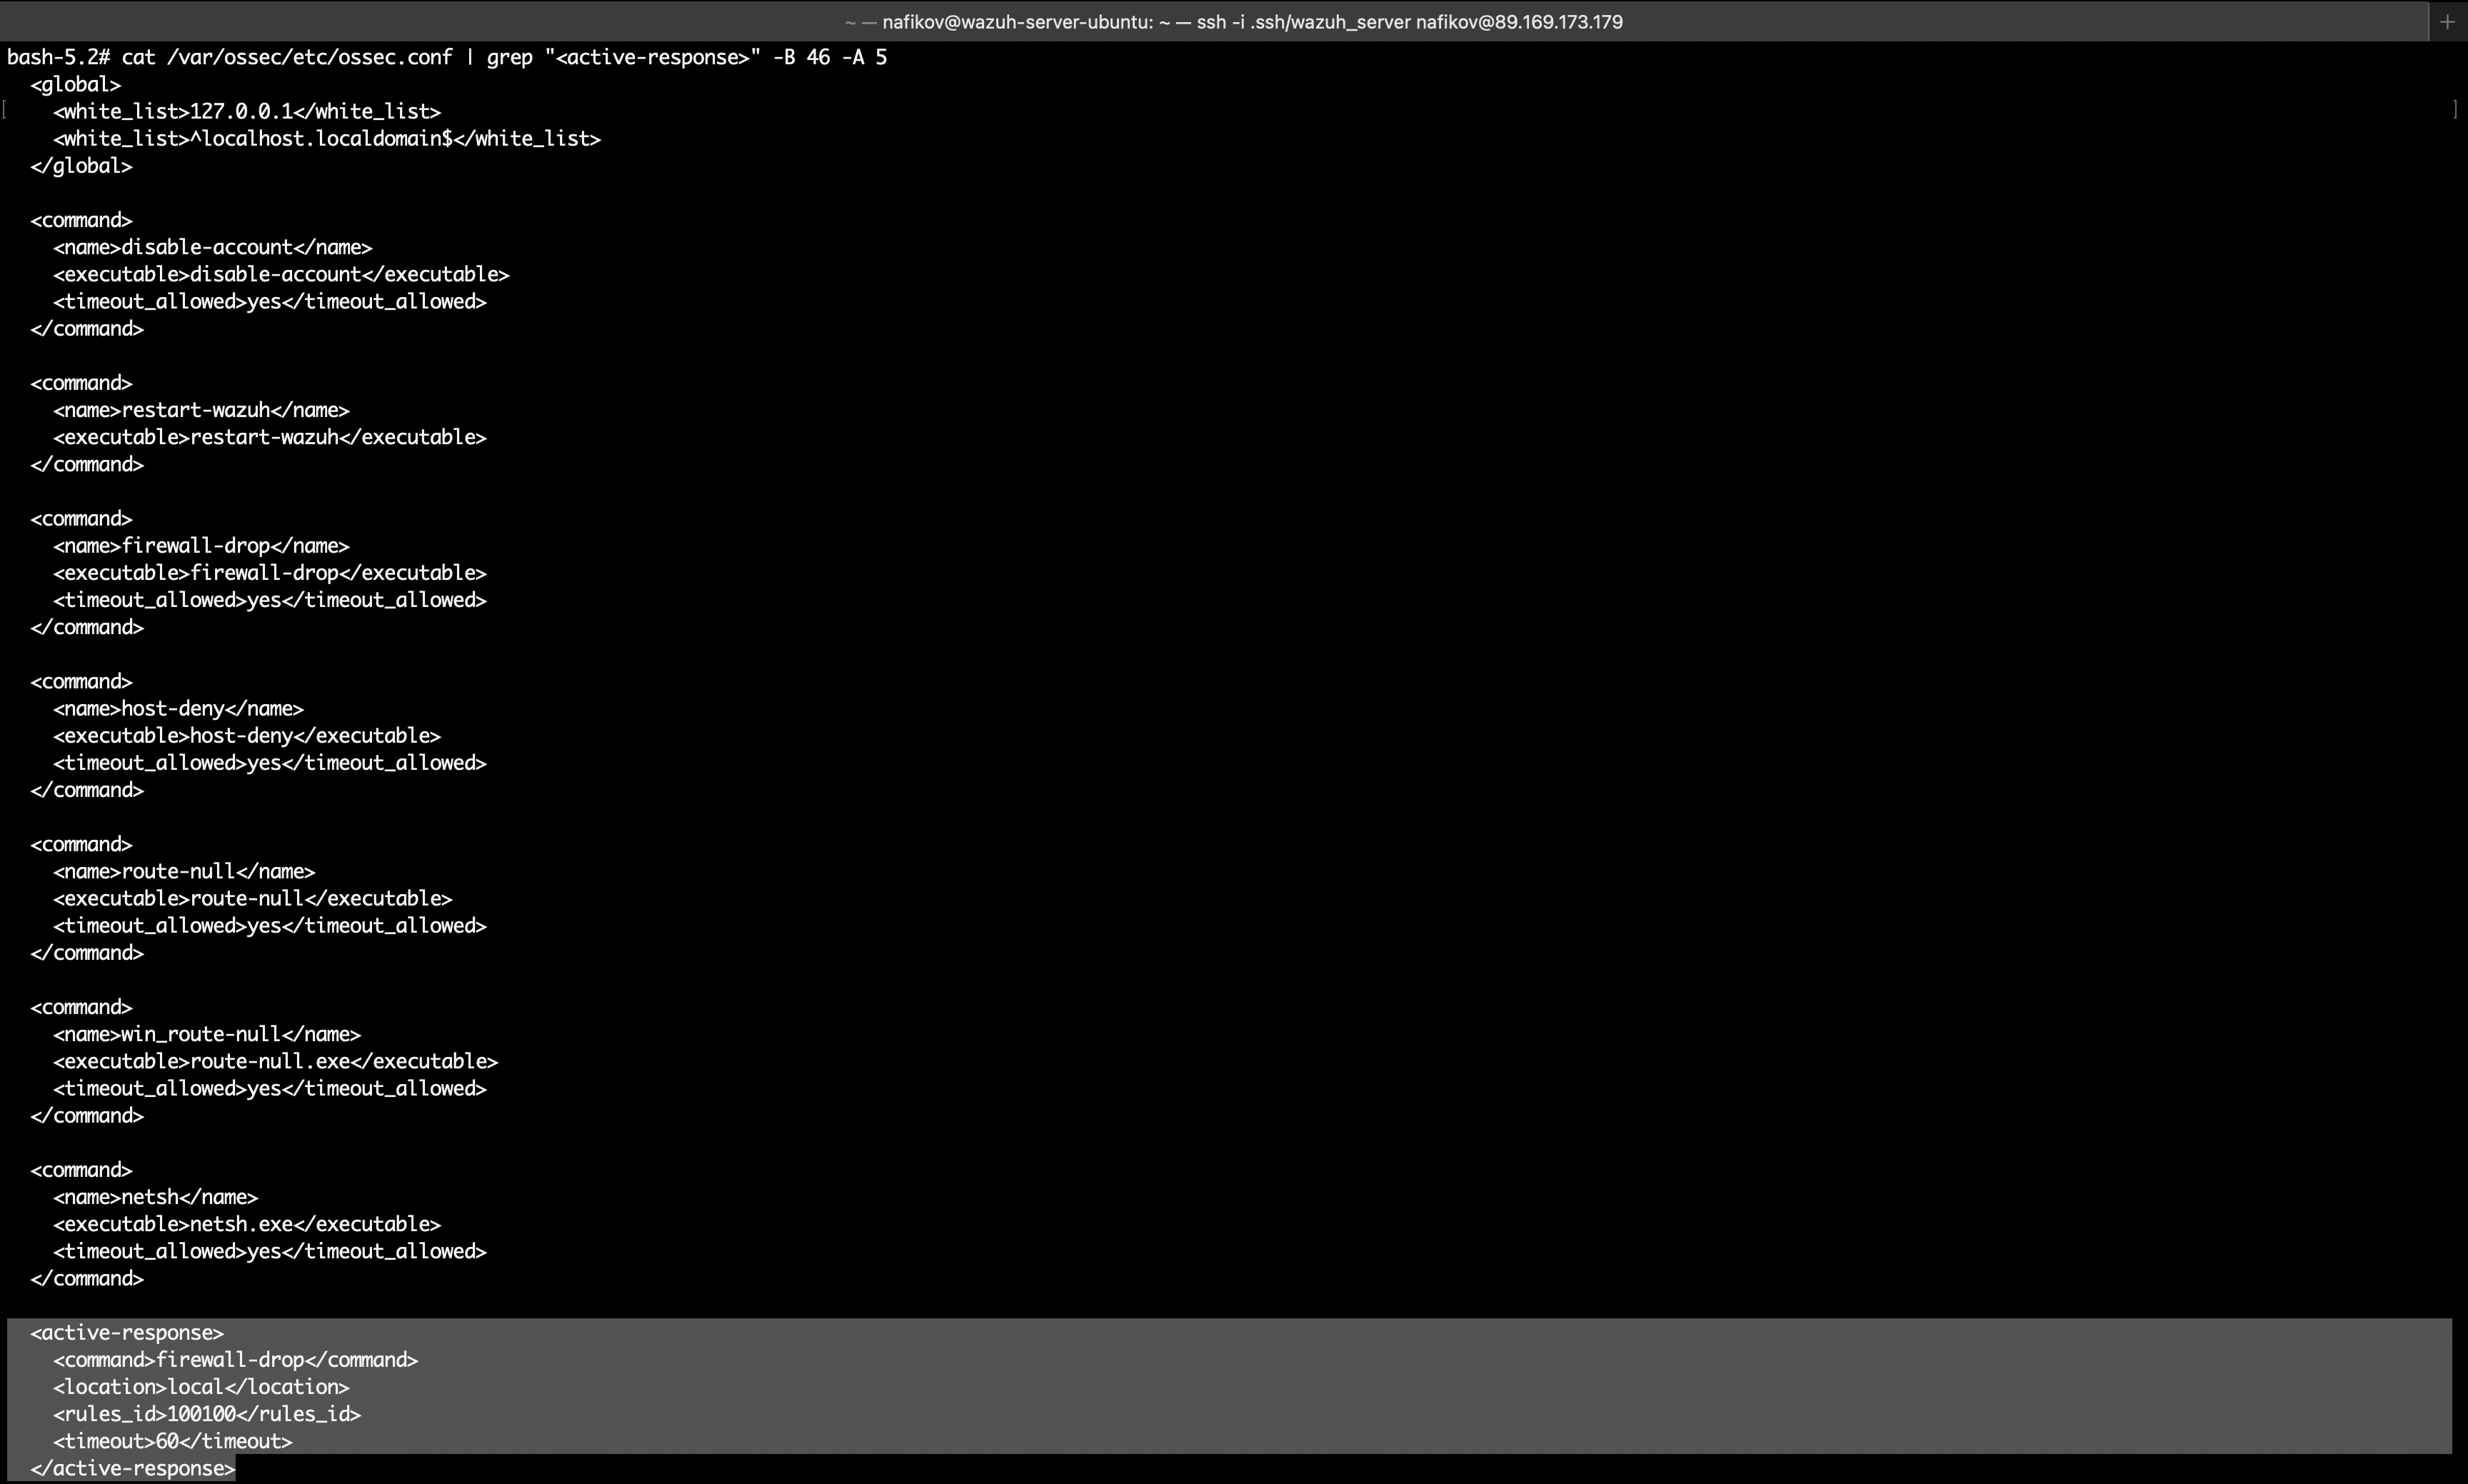 ~ — nafikov@wazuh-server-ubuntu: ~ — ssh -i .ssh/wazuh_server nafikov@89.169.173.179
bash-5.2# cat /var/ossec/etc/ossec.conf | grep "<active-response>" -B 46 -A 5
  <global>
    <white_list>127.0.0.1</white_list>
    <white_list>^localhost.localdomain$</white_list>
  </global>

  <command>
    <name>disable-account</name>
    <executable>disable-account</executable>
    <timeout_allowed>yes</timeout_allowed>
  </command>

  <command>
    <name>restart-wazuh</name>
    <executable>restart-wazuh</executable>
  </command>

  <command>
    <name>firewall-drop</name>
    <executable>firewall-drop</executable>
    <timeout_allowed>yes</timeout_allowed>
  </command>

  <command>
    <name>host-deny</name>
    <executable>host-deny</executable>
    <timeout_allowed>yes</timeout_allowed>
  </command>

  <command>
    <name>route-null</name>
    <executable>route-null</executable>
    <timeout_allowed>yes</timeout_allowed>
  </command>

  <command>
    <name>win_route-null</name>
    <executable>route-null.exe</executable>
    <timeout_allowed>yes</timeout_allowed>
  </command>

  <command>
    <name>netsh</name>
    <executable>netsh.exe</executable>
    <timeout_allowed>yes</timeout_allowed>
  </command>

  <active-response>
    <command>firewall-drop</command>
    <location>local</location>
    <rules_id>100100</rules_id>
    <timeout>60</timeout>
  </active-response>